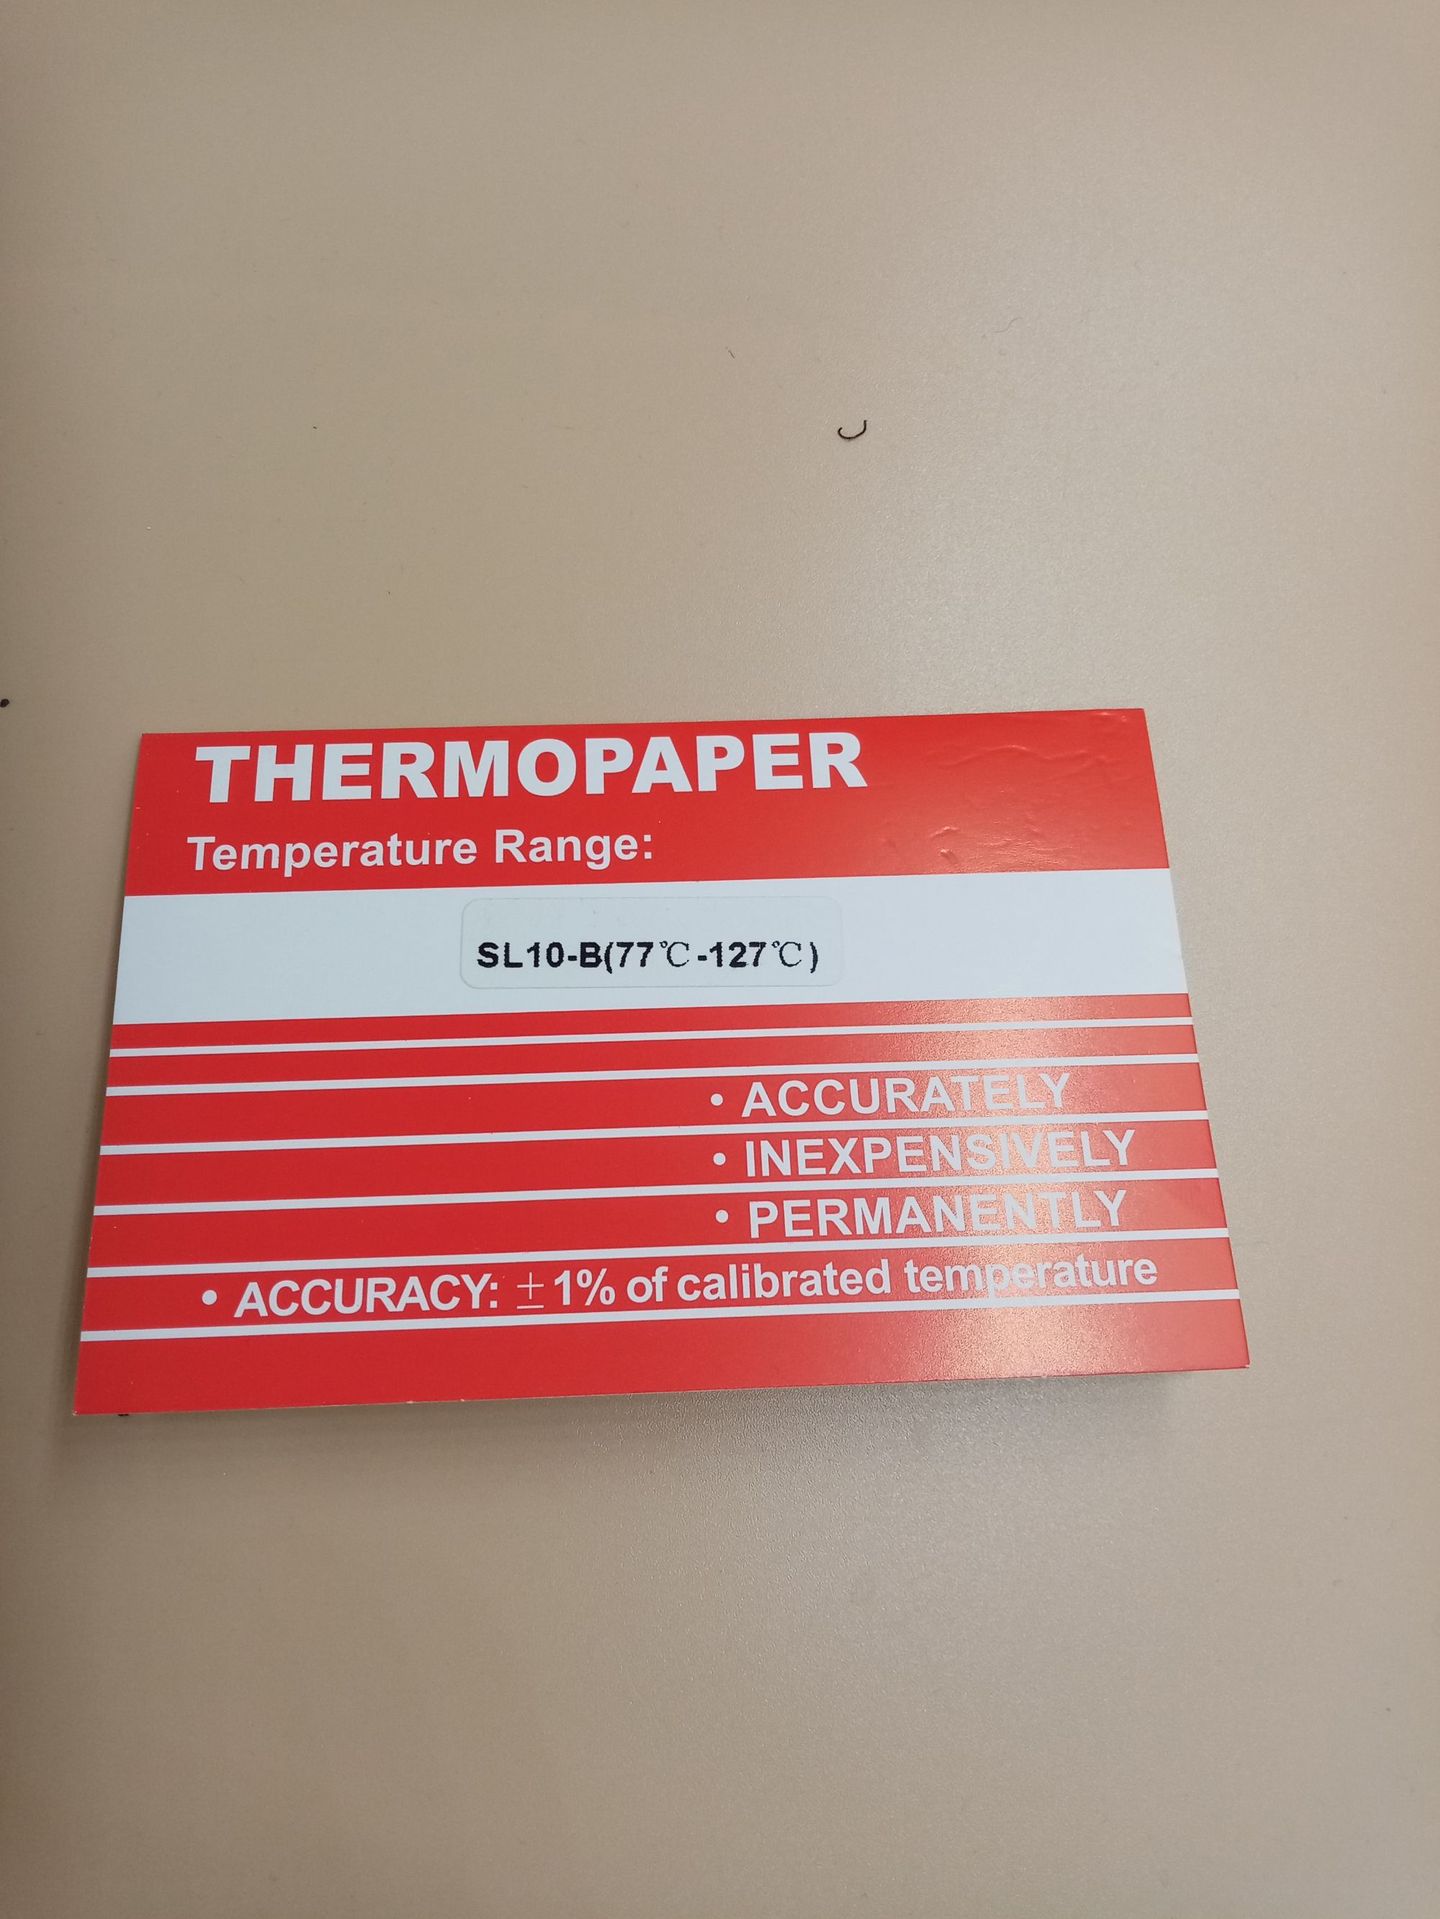 THERMOPAPER
Temperature Range:
SL10-B(77℃-127℃)
• ACCURATELY
• INEXPENSIVELY
• PERMANENTLY
• ACCURACY: ±1% of calibrated temperature